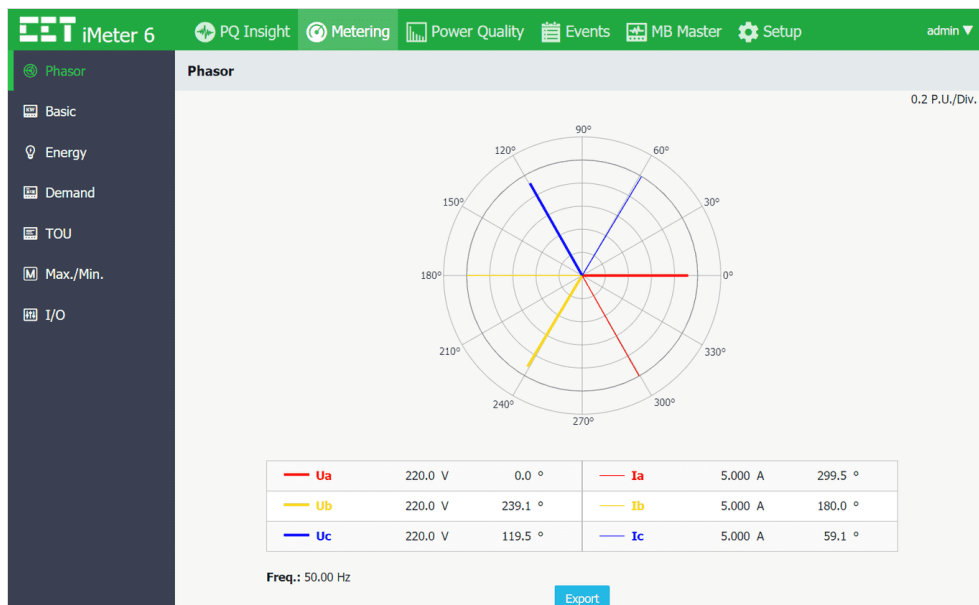 CET iMeter 6 PQ Insight Metering Power Quality Events MB Master Setup admin ▼
Phasor
Basic
Energy
Demand
TOU
Max./Min.
I/O
Phasor
0.2 P.U./Div.
90°
120° 60°
150° 30°
180° 0°
210° 330°
240° 300°
270°
Ua 220.0 V 0.0 ° Ia 5.000 A 299.5 °
Ub 220.0 V 239.1 ° Ib 5.000 A 180.0 °
Uc 220.0 V 119.5 ° Ic 5.000 A 59.1 °
Freq.: 50.00 Hz
Export